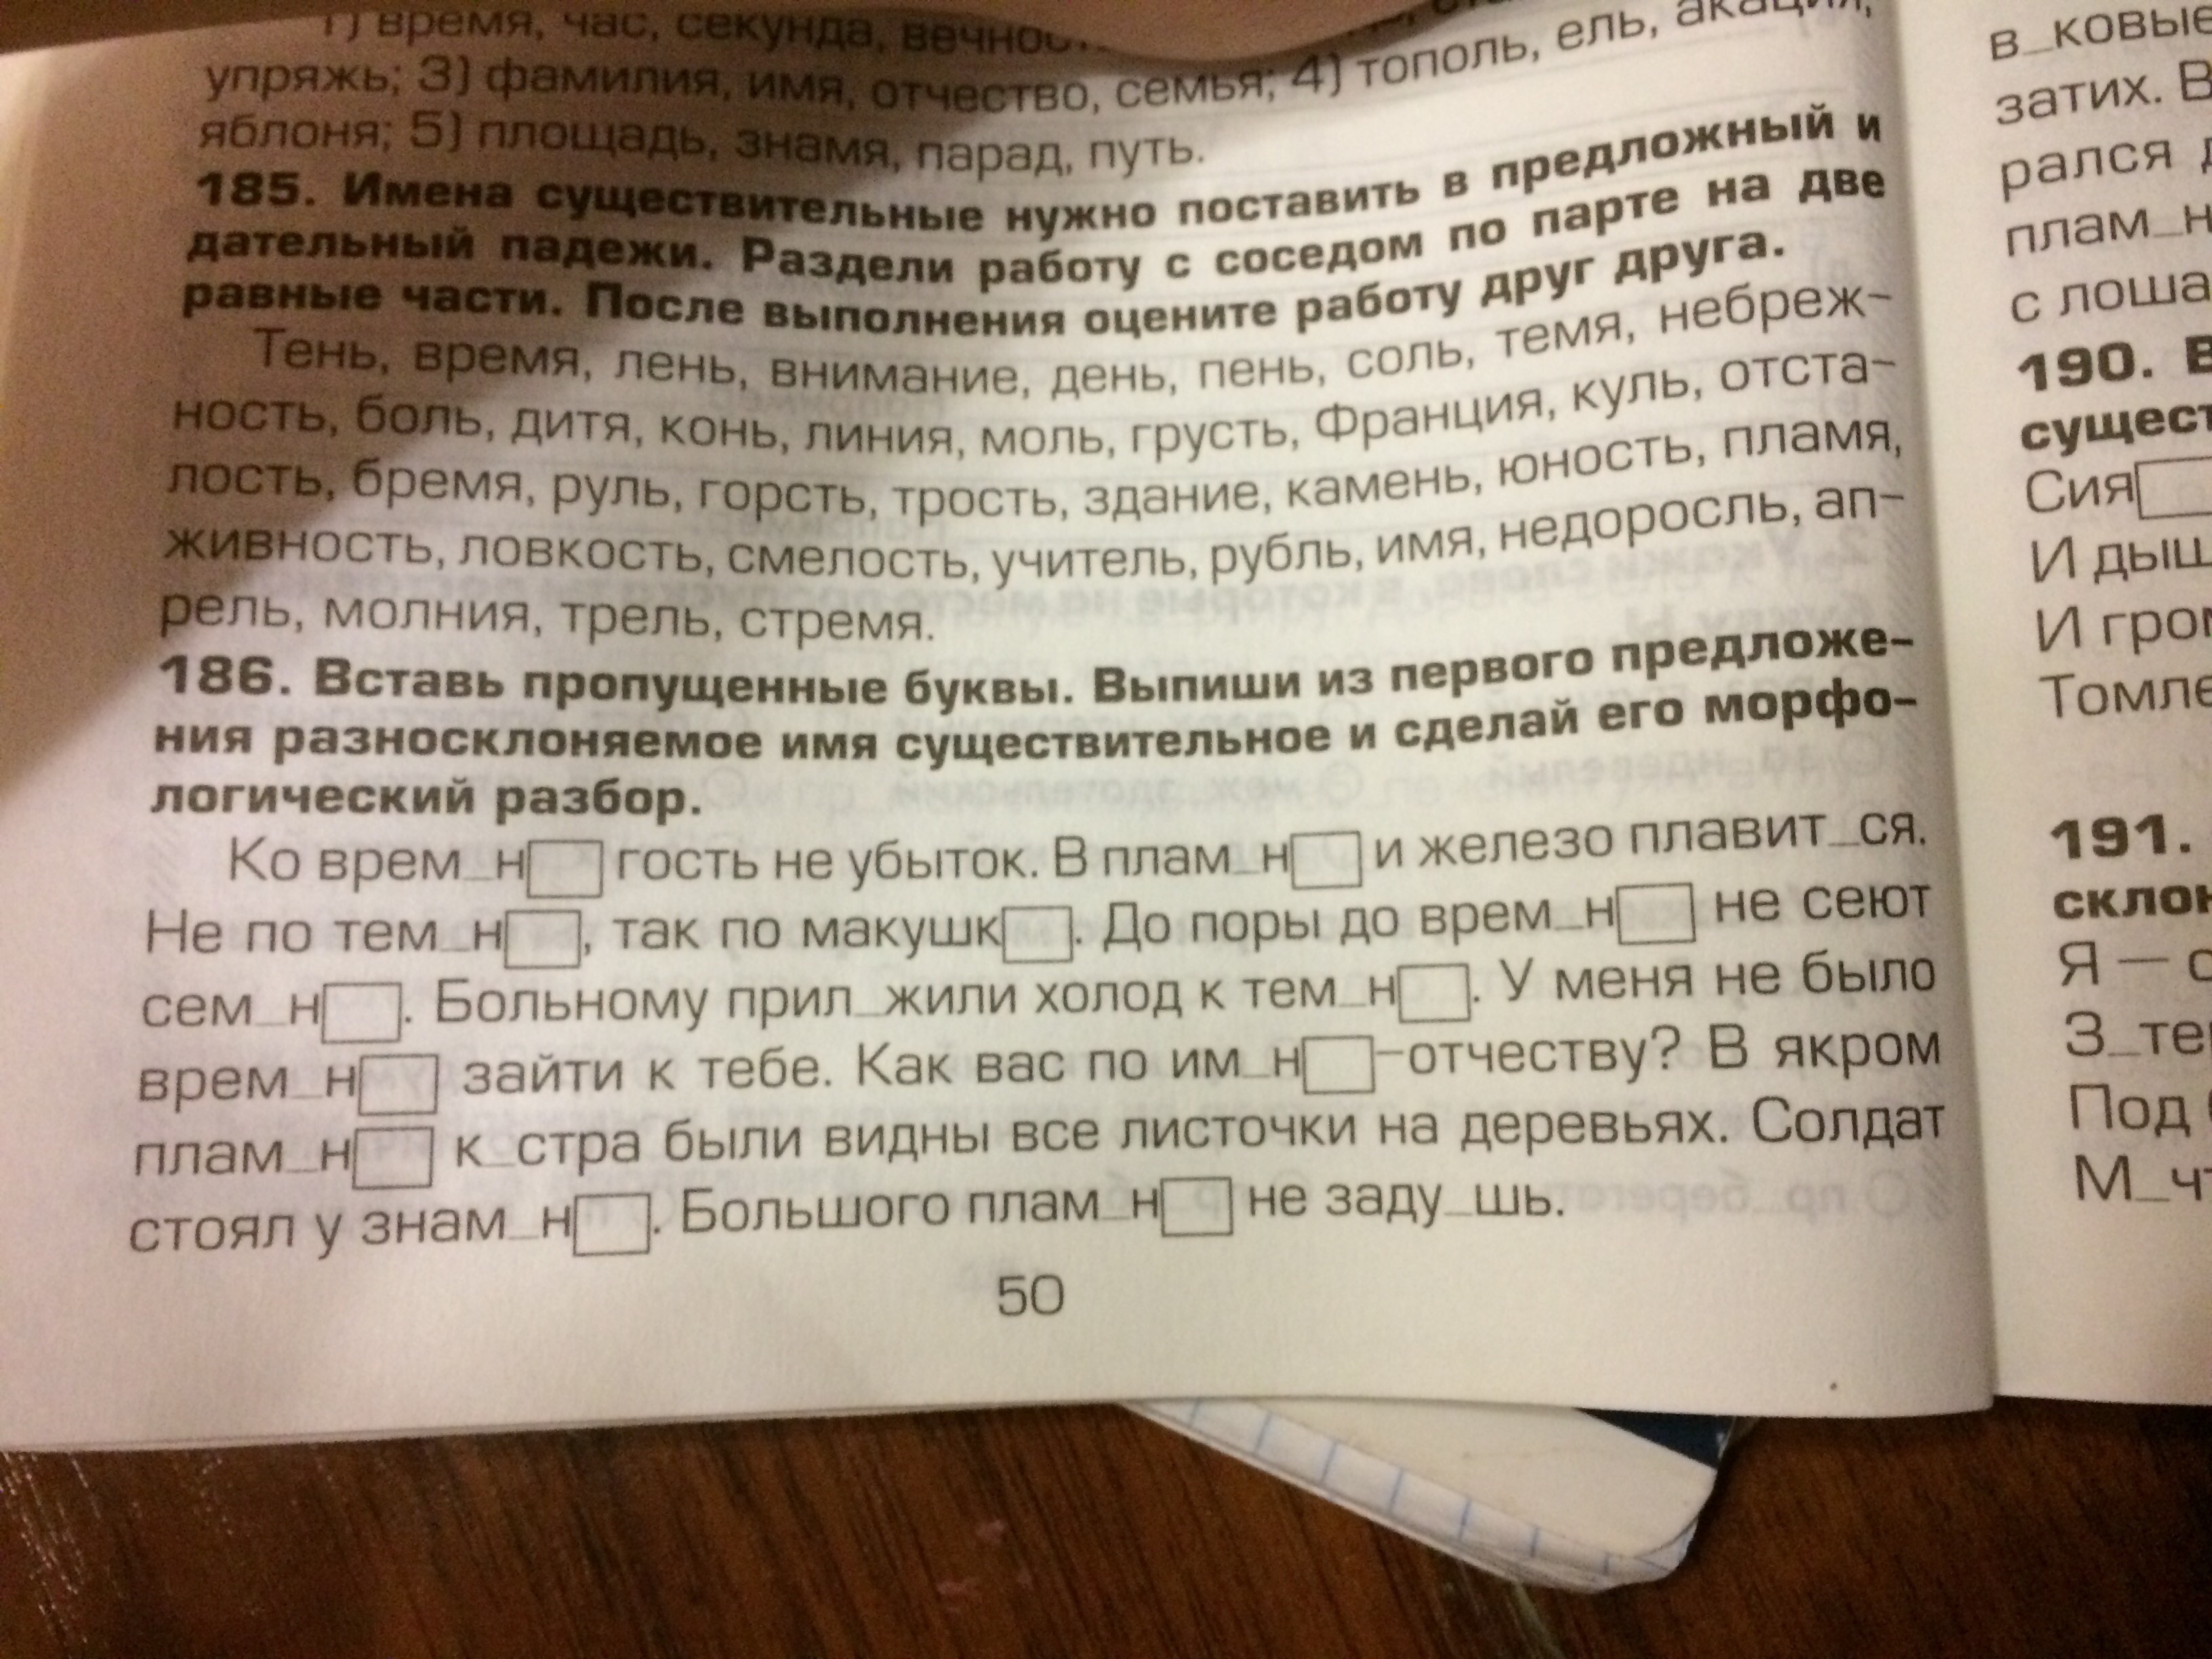 1) время, час, секунда, вечнос
упряжь; 3) фамилия, имя, отчество, семья; 4) тополь, ель, акация,
яблоня; 5) площадь, знамя, парад, путь.
185. Имена существительные нужно поставить в предложный и
дательный падежи. Раздели работу с соседом по парте на две
равные части. После выполнения оцените работу друг друга.
Тень, время, лень, внимание, день, пень, соль, темя, небреж-
ность, боль, дитя, конь, линия, моль, грусть, Франция, куль, отста-
лость, бремя, руль, горсть, трость, здание, камень, юность, пламя,
живность, ловкость, смелость, учитель, рубль, имя, недоросль, ап-
рель, молния, трель, стремя.
186. Вставь пропущенные буквы. Выпиши из первого предложе-
ния разносклоняемое имя существительное и сделай его морфо-
логический разбор.
Ко врем_н□ гость не убыток. В плам_н□ и железо плавит_ся.
Не по тем_н□, так по макушк□. До поры до врем_н□ не сеют
сем_н□. Больному прил_жили холод к тем_н□. У меня не было
врем_н□ зайти к тебе. Как вас по им_н□-отчеству? В якром
плам_н□ к_стра были видны все листочки на деревьях. Солдат
стоял у знам_н□. Большого плам_н□ не заду_шь.
50
в_ковые
затих. В
рался
плам_н
с лоша
190. В
сущест
Сия□
И дыш
И гром
Томле
191.
склон
Я — с
З_те
Под
М_чт